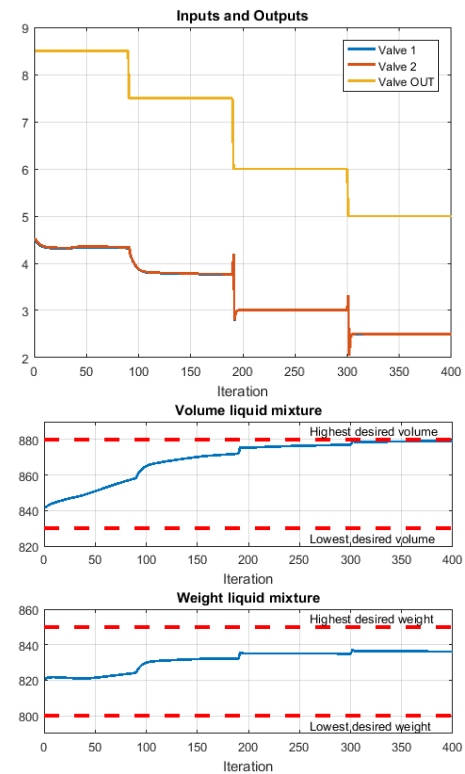 Inputs and Outputs
9
8
7
6
5
4
3
2
Valve 1
Valve 2
Valve OUT
0 50 100 150 200 250 300 350 400
Iteration
Volume liquid mixture
880
860
840
820
Highest desired volume
Lowest desired volume
0 50 100 150 200 250 300 350 400
Iteration
Weight liquid mixture
860
840
820
800
Highest desired weight
Lowest desired weight
0 50 100 150 200 250 300 350 400
Iteration